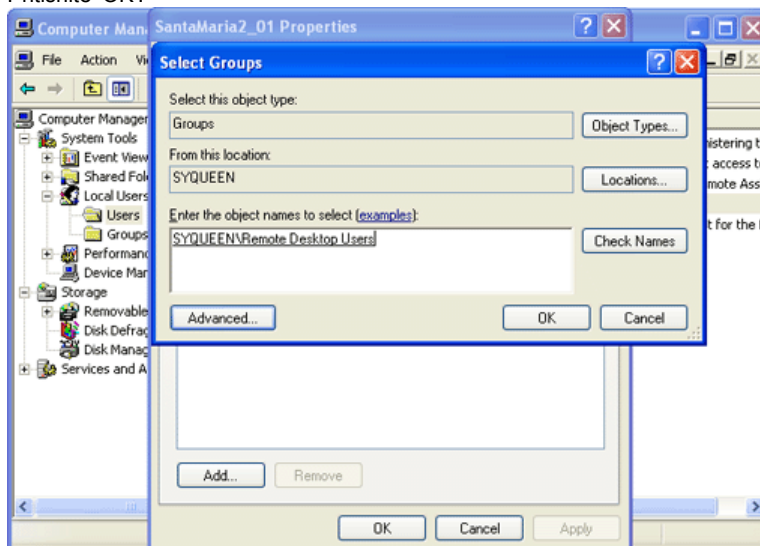 Computer Man
SantaMaria2_01 Properties
File Action Vi
Select Groups
Select this object type:
Groups
Object Types...
From this location:
SYQUEEN
Locations...
Enter the object names to select (examples):
SYQUEEN\Remote Desktop Users
Check Names
Advanced...
OK
Cancel
Computer Manager
System Tools
Event View
Shared Fol
Local Users
Users
Groups
Performanc
Device Mar
Storage
Removable
Disk Defrag
Disk Manag
Services and A
istering t
access t
mote Ass
t for the
Add...
Remove
OK
Cancel
Apply